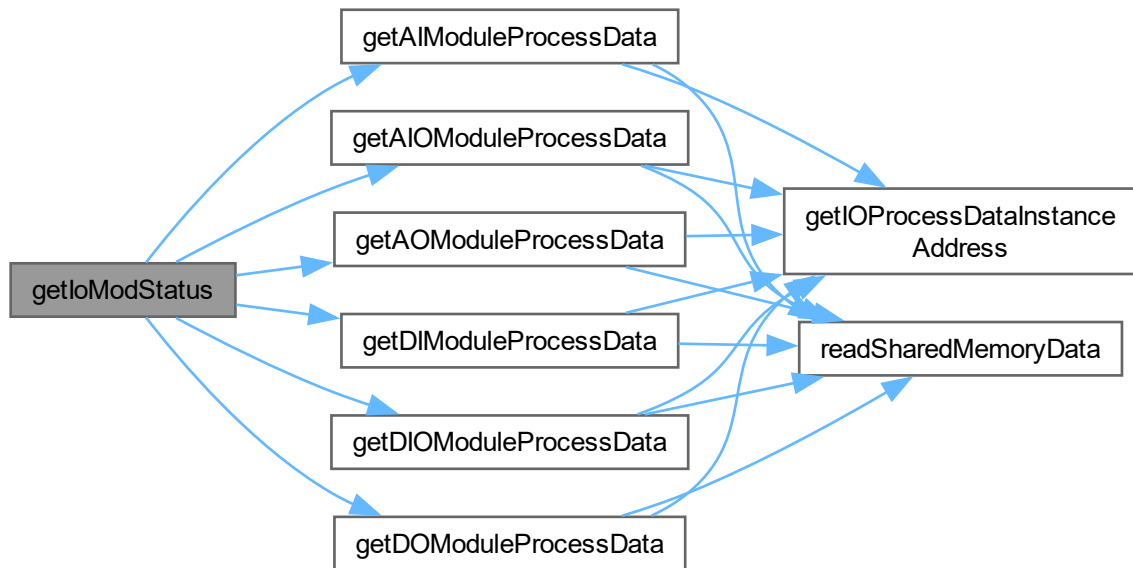 getAIModuleProcessData
getAIOModuleProcessData
getAOModuleProcessData
getIoModStatus
getDIModuleProcessData
getDIOModuleProcessData
getDOModuleProcessData
getIOProcessDataInstance
Address
readSharedMemoryData